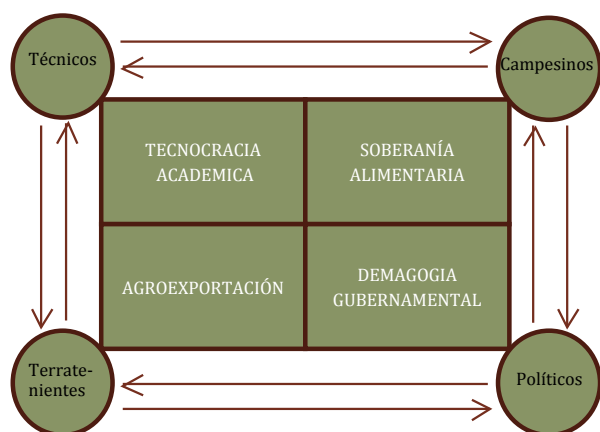 Técnicos
Campesinos
TECNOCRACIA
ACADEMICA
SOBERANÍA
ALIMENTARIA
AGROEXPORTACIÓN
DEMAGOGIA
GUBERNAMENTAL
Terrate-
nientes
Políticos